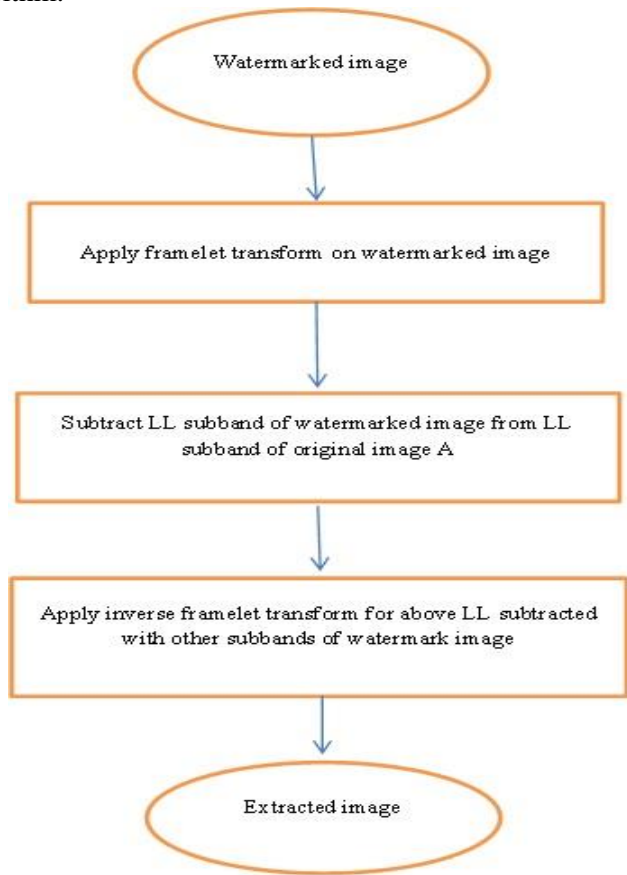 Watermarked image
Apply framelet transform on watermarked image
Subtract LL subband of watermarked image from LL
subband of original image A
Apply inverse framelet transform for above LL subtracted
with other subbands of watermark image
Extracted image